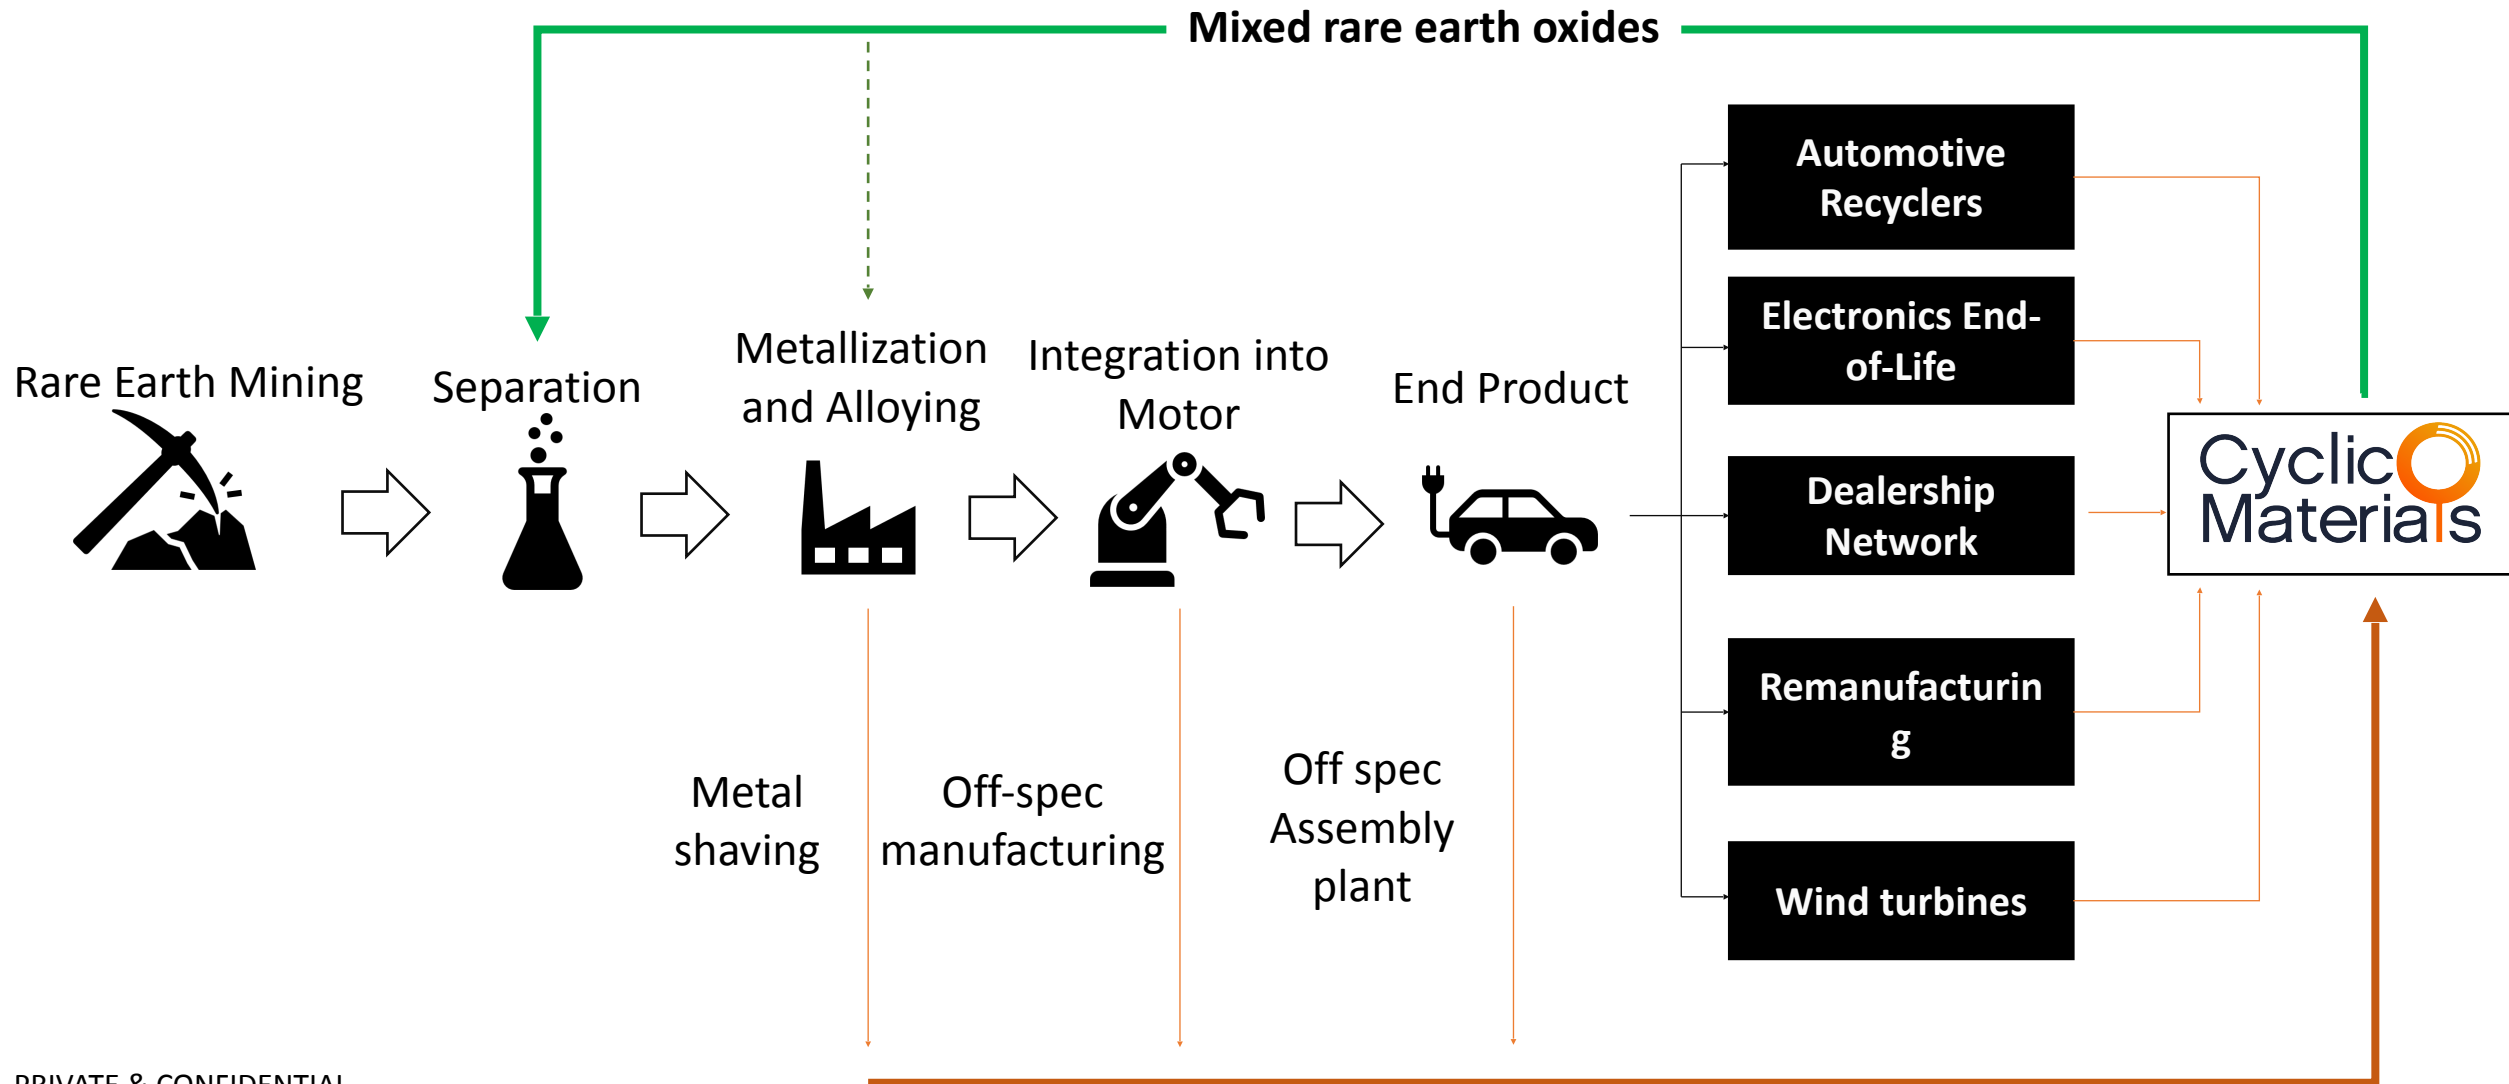 Mixed rare earth oxides
Automotive
Recyclers
Electronics End-
of-Life
Dealership
Network
Remanufacturin
g
Wind turbines
Rare Earth Mining
Separation
Metallization
and Alloying
Integration into
Motor
End Product
Cyclic
Materials
Metal
shaving
Off-spec
manufacturing
Off spec
Assembly
plant
PRIVATE & CONFIDENTIAL